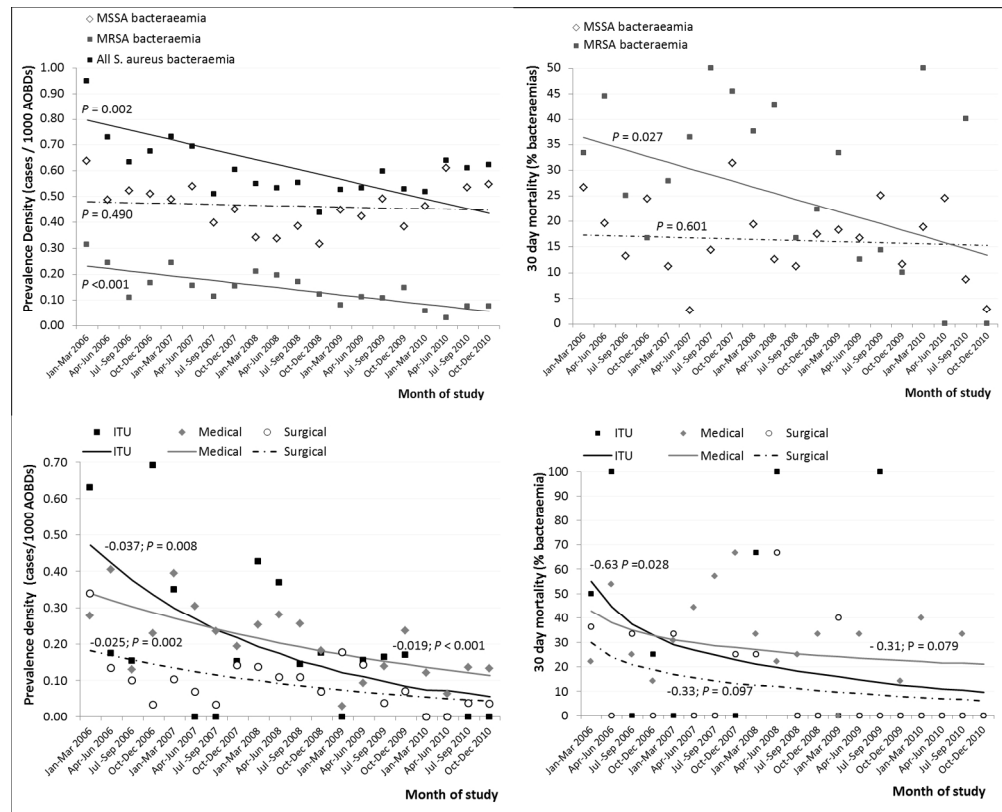 MSSA bacteraemia
MRSA bacteraemia
All S. aureus bacteraemia
Prevalence Density (cases / 1000 AOBDs)
1.00
0.90
0.80
0.70
0.60
0.50
0.40
0.30
0.20
0.10
0.00
P = 0.002
P = 0.490
P <0.001
Jan-Mar 2006
Apr-Jun 2006
Jul-Sep 2006
Oct-Dec 2006
Jan-Mar 2007
Apr-Jun 2007
Jul-Sep 2007
Oct-Dec 2007
Jan-Mar 2008
Apr-Jun 2008
Jul-Sep 2008
Oct-Dec 2008
Jan-Mar 2009
Apr-Jun 2009
Jul-Sep 2009
Oct-Dec 2009
Jan-Mar 2010
Apr-Jun 2010
Jul-Sep 2010
Oct-Dec 2010
Month of study
MSSA bacteraemia
MRSA bacteraemia
30 day mortality (% bacteraemias)
50
45
40
35
30
25
20
15
10
5
0
P = 0.027
P = 0.601
Jan-Mar 2006
Apr-Jun 2006
Jul-Sep 2006
Oct-Dec 2006
Jan-Mar 2007
Apr-Jun 2007
Jul-Sep 2007
Oct-Dec 2007
Jan-Mar 2008
Apr-Jun 2008
Jul-Sep 2008
Oct-Dec 2008
Jan-Mar 2009
Apr-Jun 2009
Jul-Sep 2009
Oct-Dec 2009
Jan-Mar 2010
Apr-Jun 2010
Jul-Sep 2010
Oct-Dec 2010
Month of study
ITU Medical Surgical
ITU Medical Surgical
Prevalence density (cases/1000 AOBDs)
0.70
0.60
0.50
0.40
0.30
0.20
0.10
0.00
-0.037; P = 0.008
-0.025; P = 0.002
-0.019; P < 0.001
Jan-Mar 2006
Apr-Jun 2006
Jul-Sep 2006
Oct-Dec 2006
Jan-Mar 2007
Apr-Jun 2007
Jul-Sep 2007
Oct-Dec 2007
Jan-Mar 2008
Apr-Jun 2008
Jul-Sep 2008
Oct-Dec 2008
Jan-Mar 2009
Apr-Jun 2009
Jul-Sep 2009
Oct-Dec 2009
Jan-Mar 2010
Apr-Jun 2010
Jul-Sep 2010
Oct-Dec 2010
Month of study
ITU Medical Surgical
ITU Medical Surgical
30 day mortality (% bacteraemia)
100
90
80
70
60
50
40
30
20
10
0
-0.63 P =0.028
-0.31; P = 0.079
-0.33; P = 0.097
Jan-Mar 2006
Apr-Jun 2006
Jul-Sep 2006
Oct-Dec 2006
Jan-Mar 2007
Apr-Jun 2007
Jul-Sep 2007
Oct-Dec 2007
Jan-Mar 2008
Apr-Jun 2008
Jul-Sep 2008
Oct-Dec 2008
Jan-Mar 2009
Apr-Jun 2009
Jul-Sep 2009
Oct-Dec 2009
Jan-Mar 2010
Apr-Jun 2010
Jul-Sep 2010
Oct-Dec 2010
Month of study